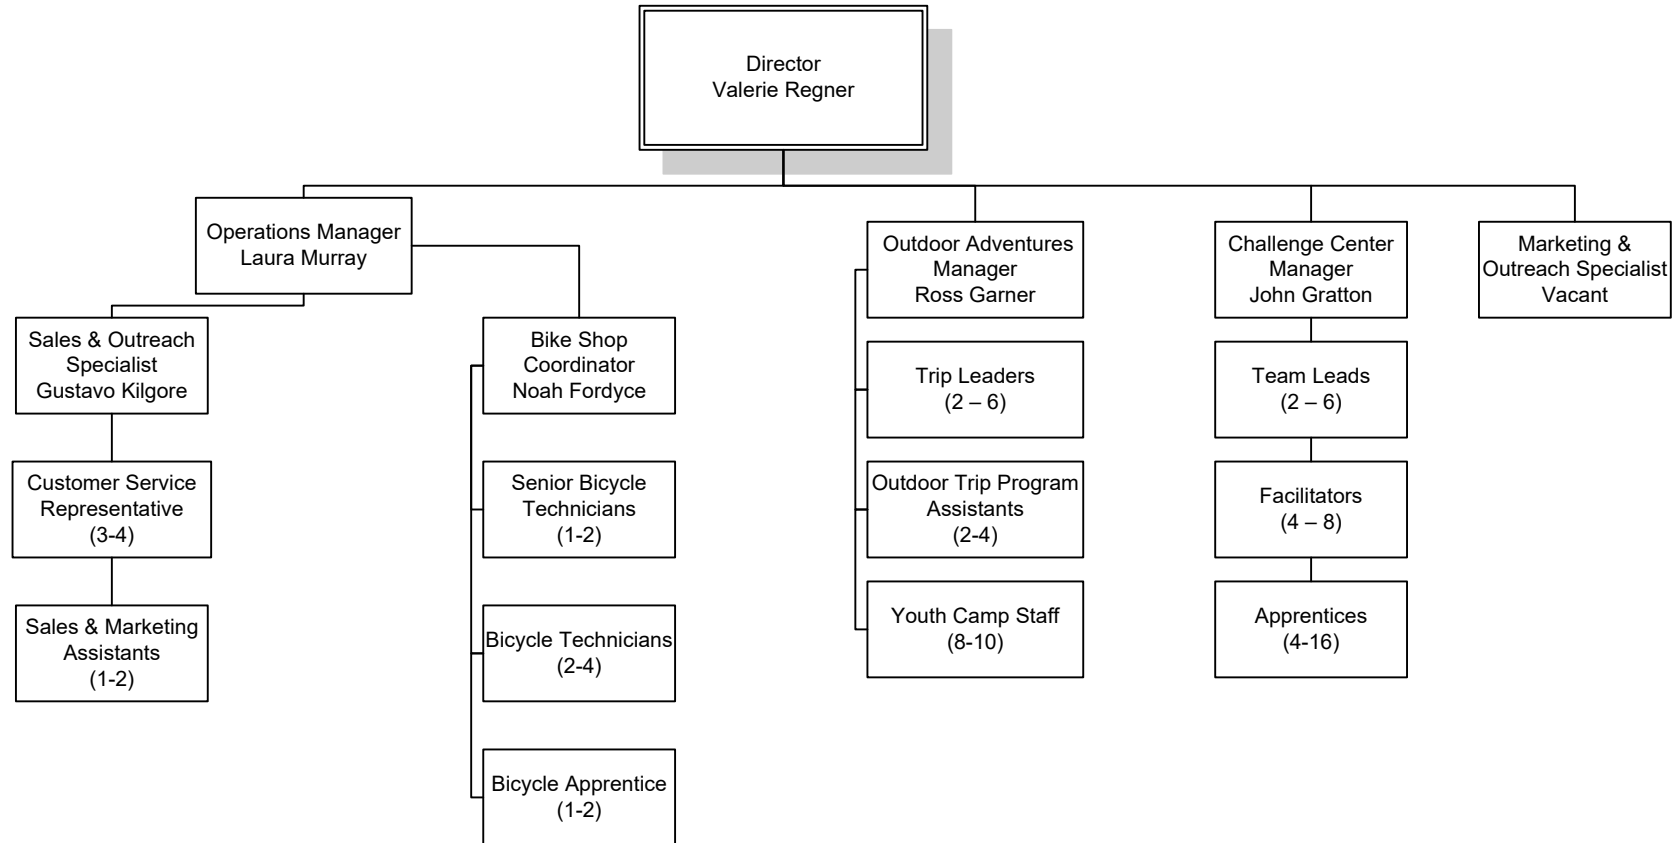 Director
Valerie Regner
Operations Manager
Laura Murray
Sales & Outreach
Specialist
Gustavo Kilgore
Customer Service
Representative
(3-4)
Sales & Marketing
Assistants
(1-2)
Bike Shop
Coordinator
Noah Fordyce
Senior Bicycle
Technicians
(1-2)
Bicycle Technicians
(2-4)
Bicycle Apprentice
(1-2)
Outdoor Adventures
Manager
Ross Garner
Trip Leaders
(2 – 6)
Outdoor Trip Program
Assistants
(2-4)
Youth Camp Staff
(8-10)
Challenge Center
Manager
John Gratton
Team Leads
(2 – 6)
Facilitators
(4 – 8)
Apprentices
(4-16)
Marketing &
Outreach Specialist
Vacant